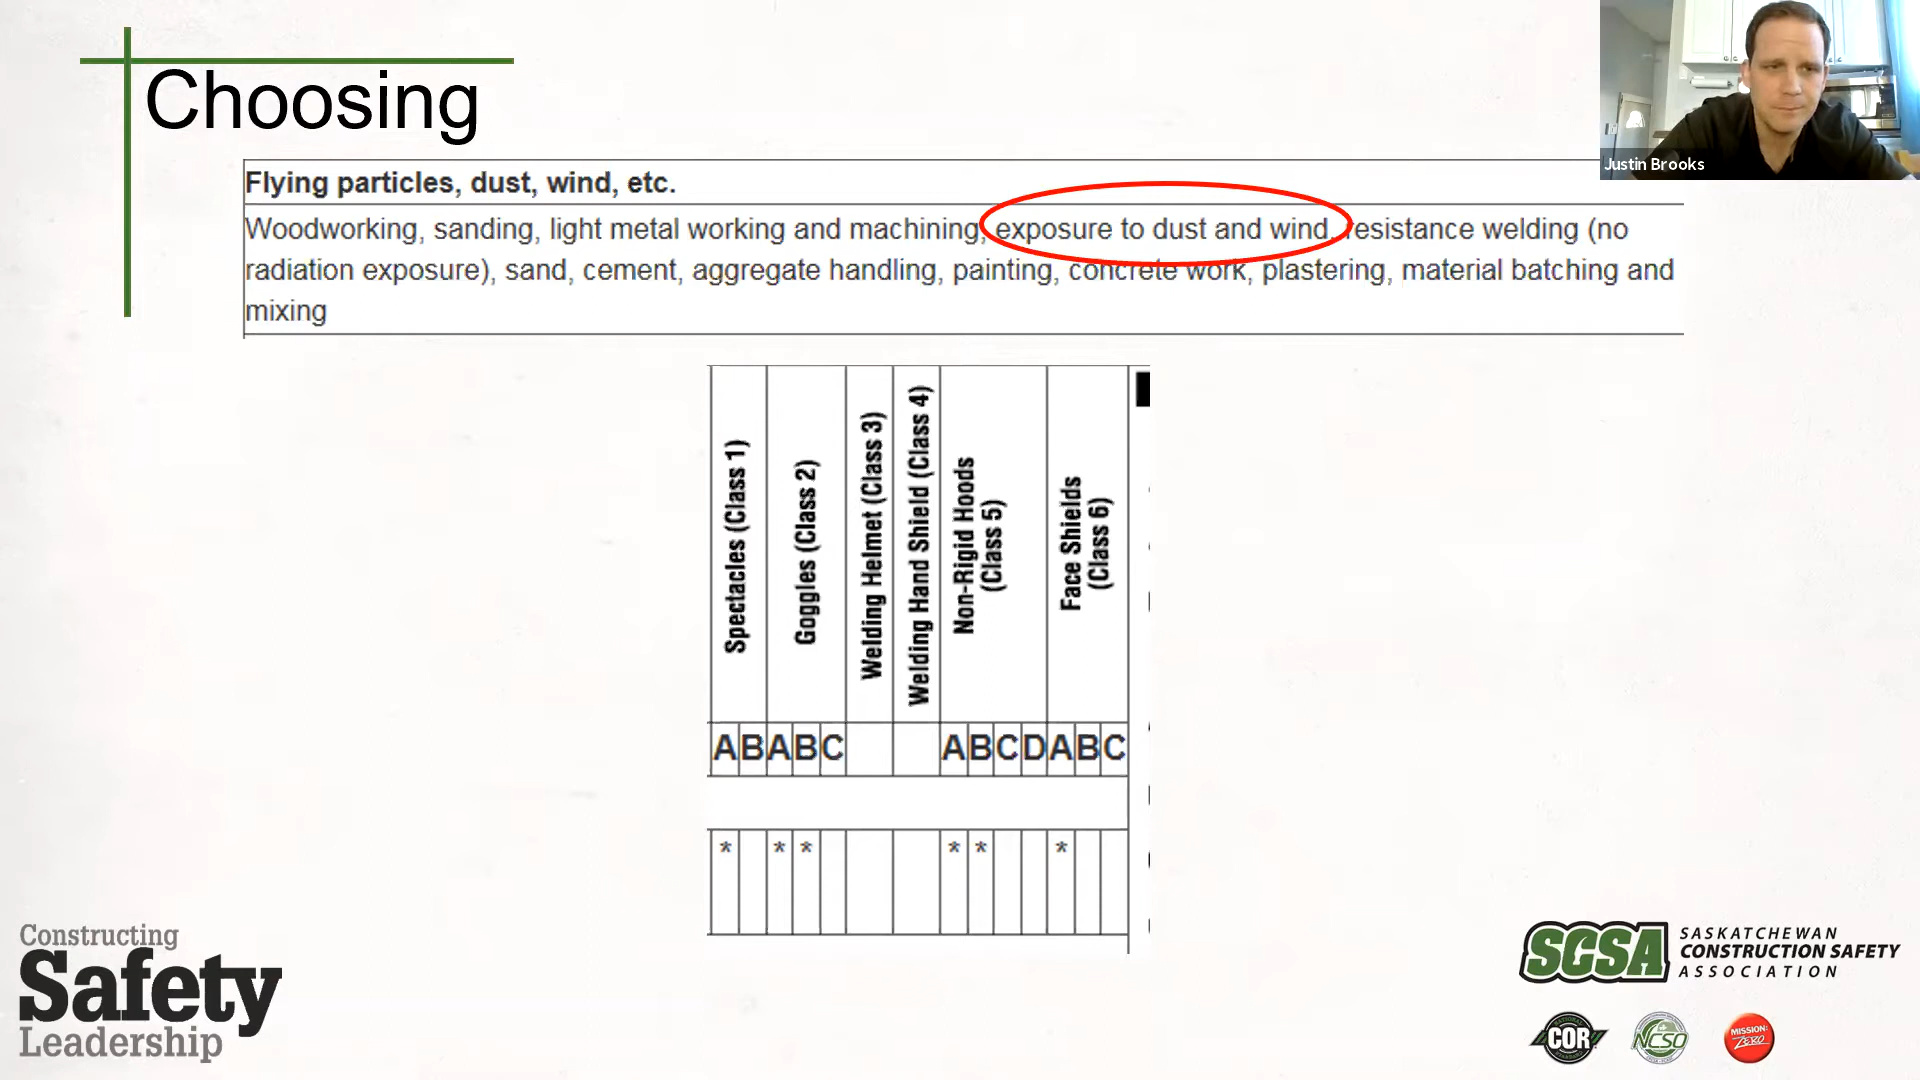 Choosing
Justin Brooks
Flying particles, dust, wind, etc.
Woodworking, sanding, light metal working and machining, exposure to dust and wind, resistance welding (no
radiation exposure), sand, cement, aggregate handling, painting, concrete work, plastering, material batching and
mixing
Spectacles (Class 1)
Goggles (Class 2)
Welding Helmet (Class 3)
Welding Hand Shield (Class 4)
Non-Rigid Hoods
(Class 5)
Face Shields
(Class 6)
A B A B C A B C D A B C
* * * * * *
Constructing
Safety
Leadership
SCSA
SASKATCHEWAN
CONSTRUCTION SAFETY
ASSOCIATION
COR
NCSO
MISSION:
ZERO